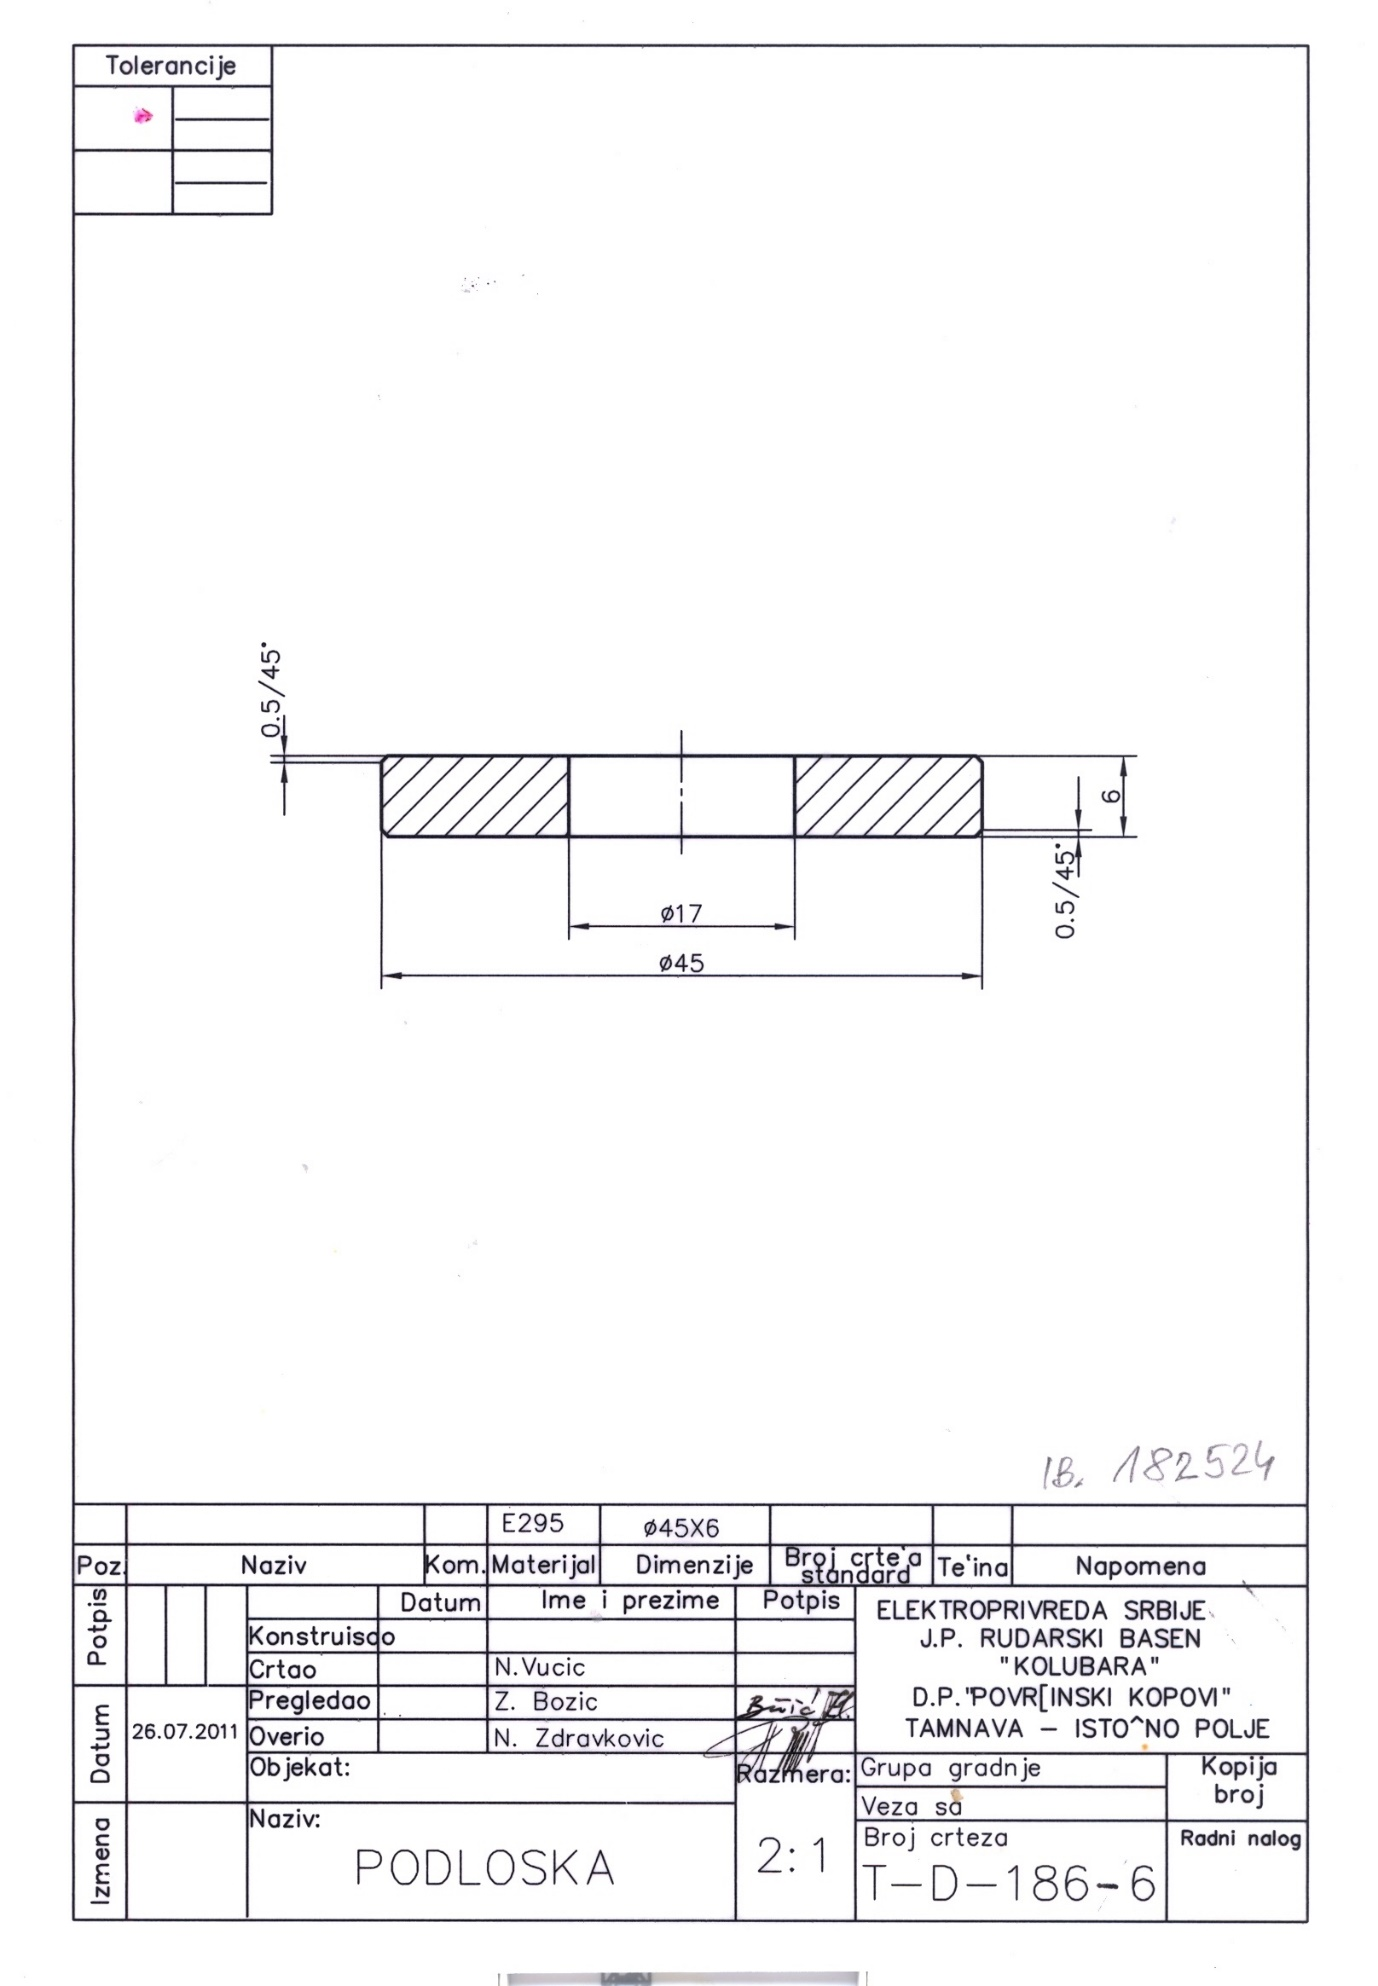 Tolerancije
0.5/45°
6
0.5/45°
ø17
ø45
IB. 182524
E295 ø45X6
Poz. Naziv Kom. Materijal Dimenzije Broj crte'a standard Te'ina Napomena
Potpis
Datum Ime i prezime Potpis
Konstruisao
Crtao N.Vucic
Pregledao Z. Bozic
Datum 26.07.2011 Overio N. Zdravkovic
ELEKTROPRIVREDA SRBIJE
J.P. RUDARSKI BASEN
"KOLUBARA"
D.P."POVR[INSKI KOPOVI"
TAMNAVA - ISTO^NO POLJE
Objekat:
Razmera:
2:1
Grupa gradnje
Veza sa
Kopija
broj
Izmena
Naziv:
PODLOSKA
Broj crteza
T-D-186-6
Radni nalog